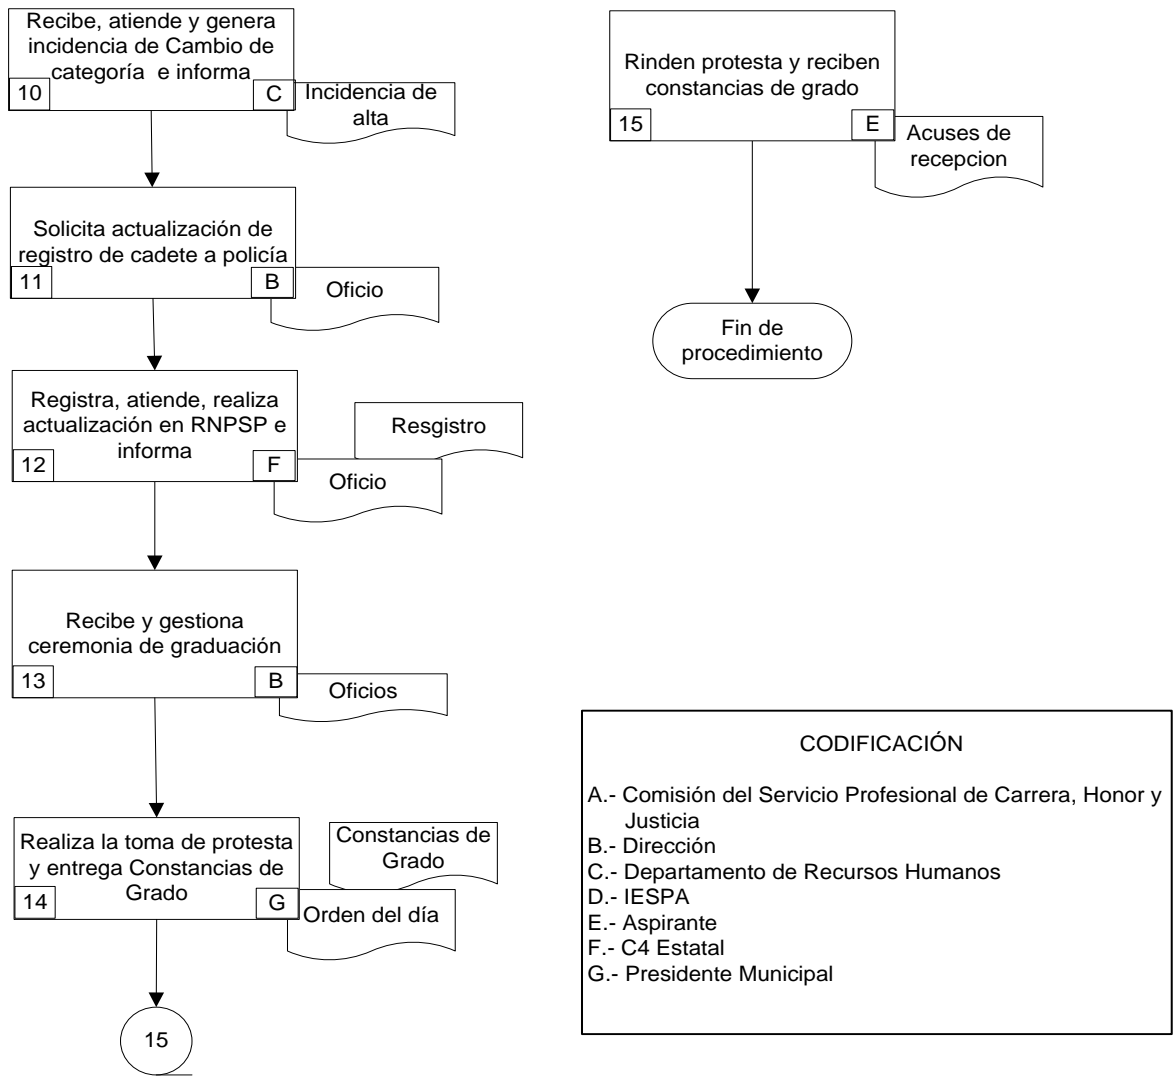 Recibe, atiende y genera
incidencia de Cambio de
categoría  e informa
10
C
Incidencia de
alta
Solicita actualización de
registro de cadete a policía
11
B
Oficio
Registra, atiende, realiza
actualización en RNPSP e
informa
12
F
Resgistro
Oficio
Recibe y gestiona
ceremonia de graduación
13
B
Oficios
Realiza la toma de protesta
y entrega Constancias de
Grado
14
G
Constancias de
Grado
Orden del día
15
Rinden protesta y reciben
constancias de grado
15
E
Acuses de
recepcion
Fin de
procedimiento
CODIFICACIÓN
A.- Comisión del Servicio Profesional de Carrera, Honor y
Justicia
B.- Dirección
C.- Departamento de Recursos Humanos
D.- IESPA
E.- Aspirante
F.- C4 Estatal
G.- Presidente Municipal